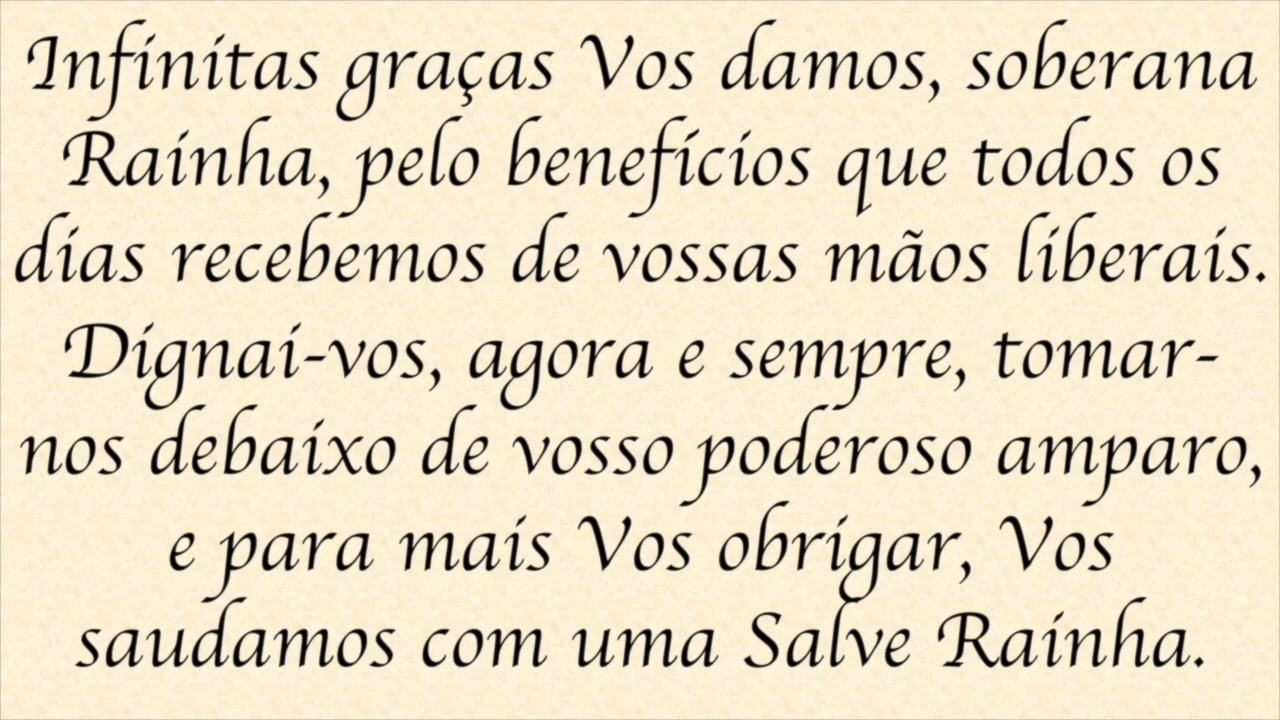 Infinitas graças Vos damos, soberana
Rainha, pelo benefícios que todos os
dias recebemos de vossas mãos liberais.
Dignai-vos, agora e sempre, tomar-
nos debaixo de vosso poderoso amparo,
e para mais Vos obrigar, Vos
saudamos com uma Salve Rainha.